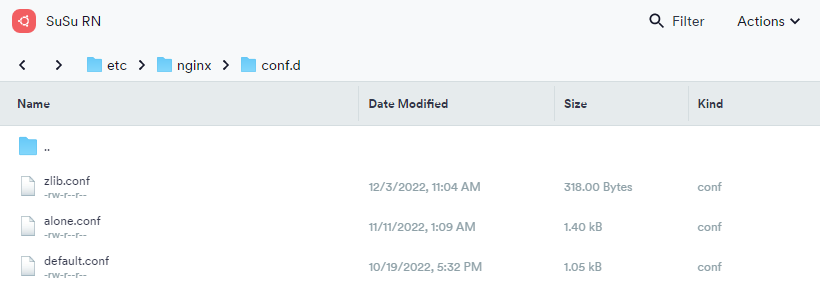 SuSu RN Filter Actions
etc nginx conf.d
Name Date Modified Size Kind
..
zlib.conf
-rw-r--r-- 12/3/2022, 11:04 AM 318.00 Bytes conf
alone.conf
-rw-r--r-- 11/11/2022, 1:09 AM 1.40 kB conf
default.conf
-rw-r--r-- 10/19/2022, 5:32 PM 1.05 kB conf